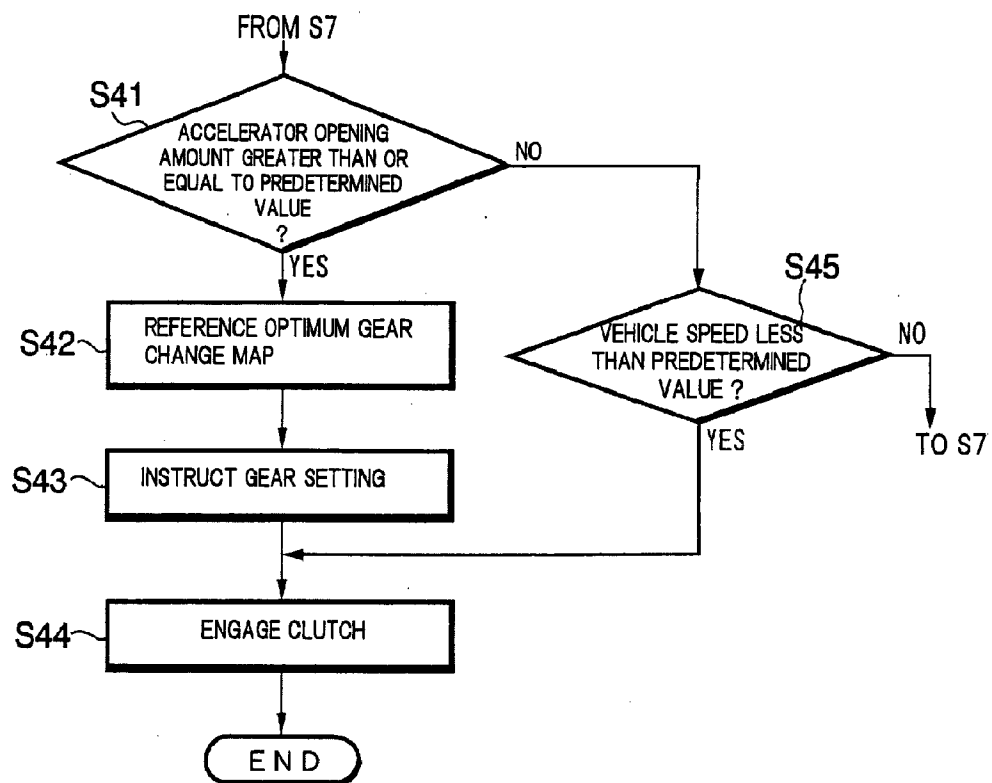 FROM S7
S41
ACCELERATOR OPENING
AMOUNT GREATER THAN OR
EQUAL TO PREDETERMINED
VALUE
?
NO
YES
S42
REFERENCE OPTIMUM GEAR
CHANGE MAP
S45
VEHICLE SPEED LESS
THAN PREDETERMINED
VALUE ?
NO
TO S7
YES
S43
INSTRUCT GEAR SETTING
S44
ENGAGE CLUTCH
END